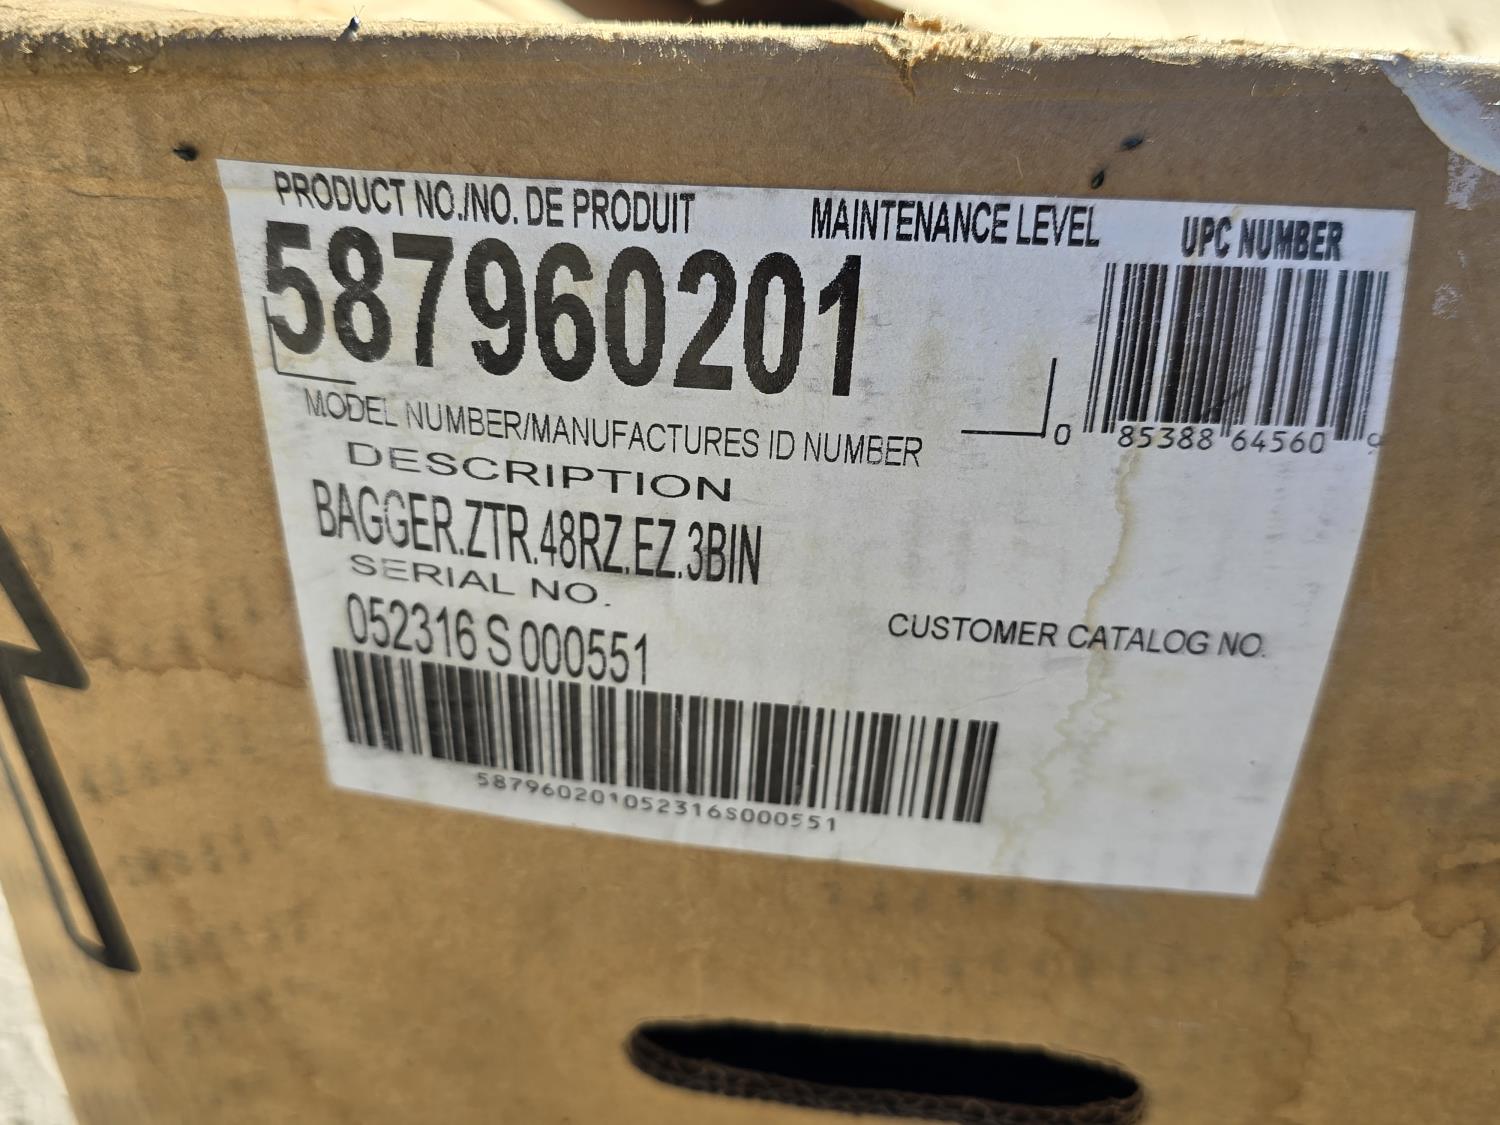 PRODUCT NO./NO. DE PRODUIT
587960201
MAINTENANCE LEVEL
UPC NUMBER
0 85388 64560 9
MODEL NUMBER/MANUFACTURES ID NUMBER
DESCRIPTION
BAGGER.ZTR.48RZ.EZ.3BIN
SERIAL NO.
052316 S 000551
CUSTOMER CATALOG NO.
587960201052316S000551